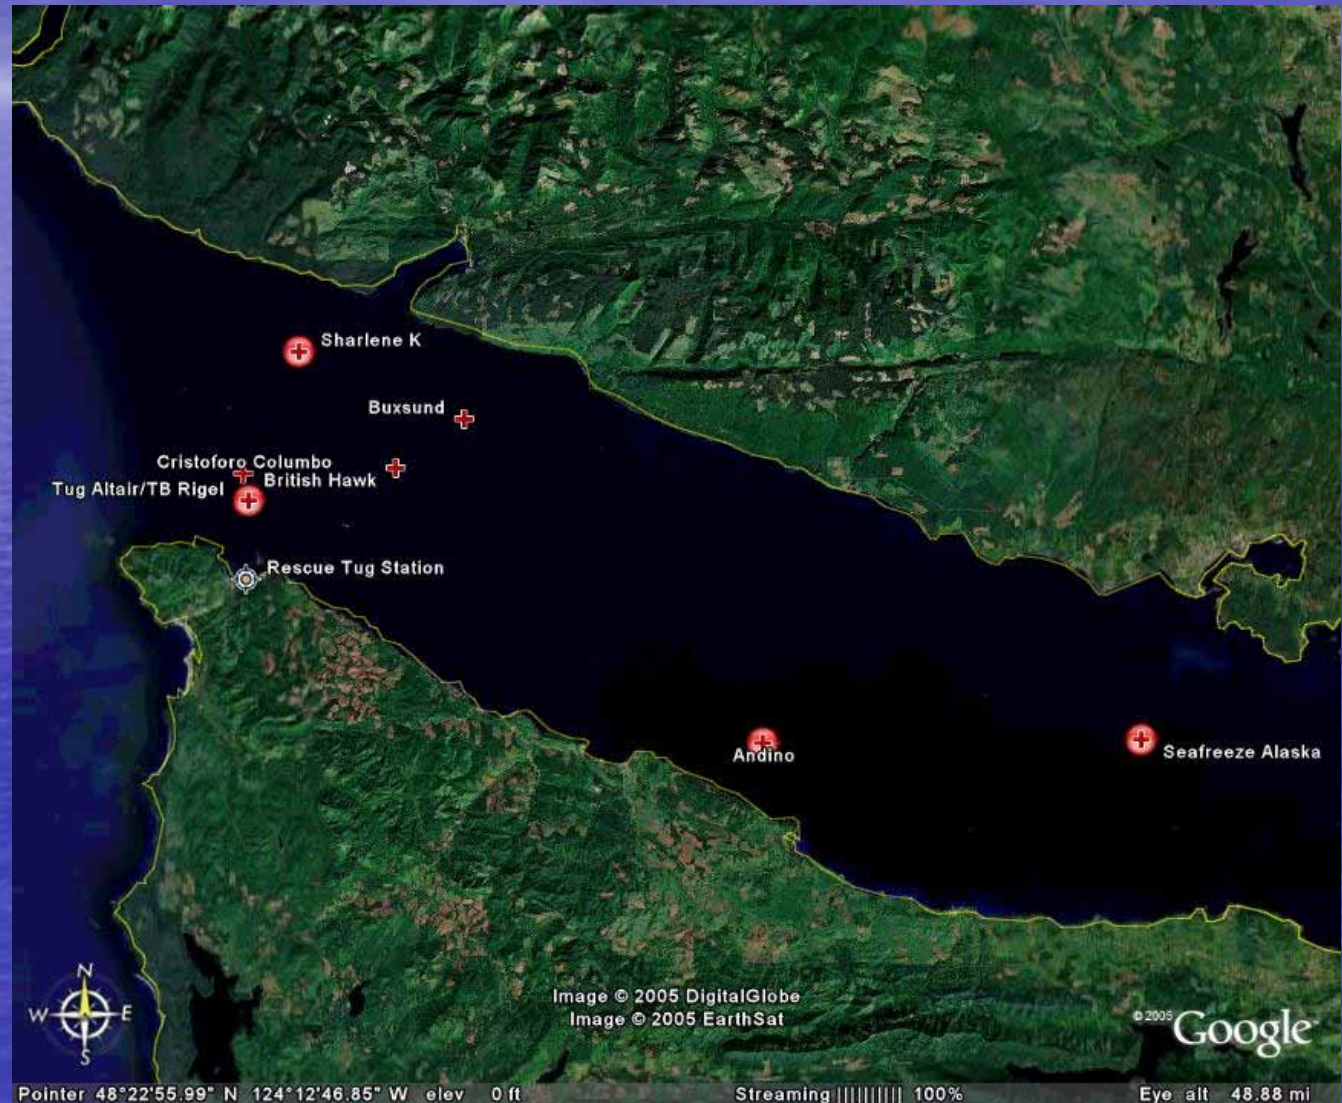 Sharlene K
Buxsund
Cristoforo Columbo
British Hawk
Tug Altair/TB Rigel
Rescue Tug Station
Andino
Seafreeze Alaska
N
W E
S
Image © 2005 DigitalGlobe
Image © 2005 EarthSat
© 2005 Google™
Pointer 48°22'55.99" N 124°12'46.85" W elev 0 ft Streaming |||||||||| 100% Eye alt 48.88 mi